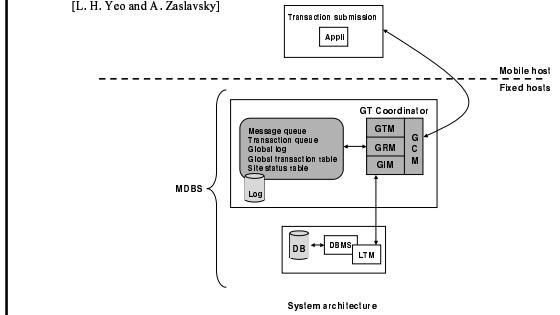 [L. H. Yeo and A. Zaslavsky]
Transaction submission
Appli
Mobile host
Fixed hosts
GT Coordinator
Message queue
Transaction queue
Global log
Global transaction table
Site status table
Log
GTM
GRM
GIM
G
C
M
MDBS
DB
DBMS
LTM
System architecture